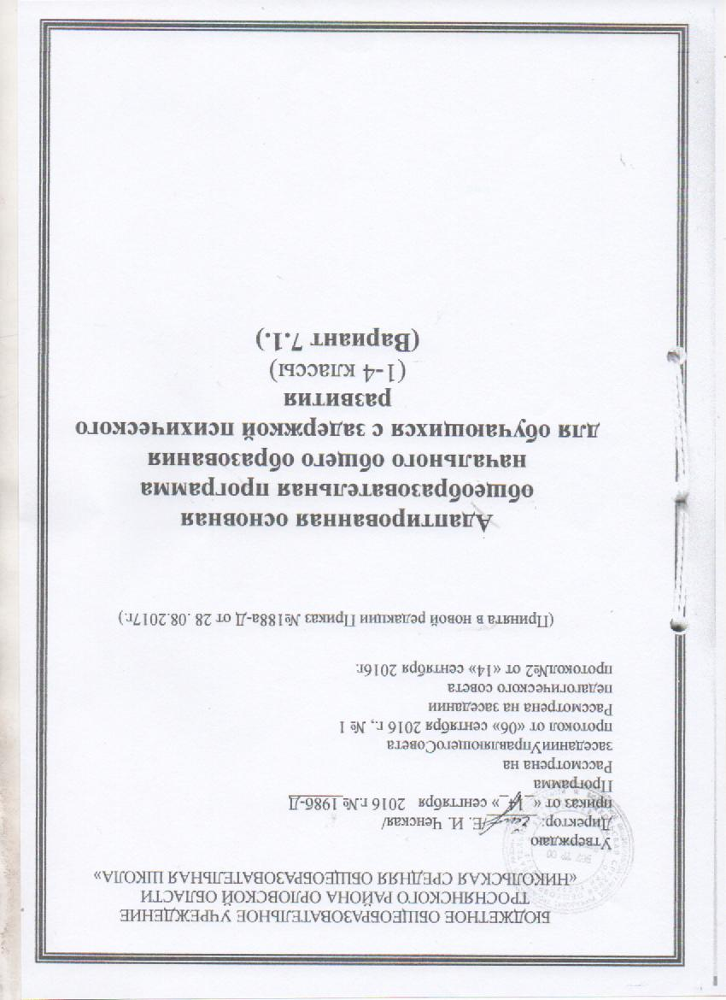 БЮДЖЕТНОЕ ОБЩЕОБРАЗОВАТЕЛЬНОЕ УЧРЕЖДЕНИЕ
ТРОСНЯНСКОГО РАЙОНА ОРЛОВСКОЙ ОБЛАСТИ
«НИКОЛЬСКАЯ СРЕДНЯЯ ОБЩЕОБРАЗОВАТЕЛЬНАЯ ШКОЛА»
Утверждаю
Директор: /Е. И. Ченская/
приказ от «_14_» сентября 2016 г.№ 198б-Д
Программа
Рассмотрена на
заседанииУправляющегоСовета
протокол от «06» сентября 2016 г., № 1
Рассмотрена на заседании
педагогического совета
протокол№2 от «14» сентября 2016г.
(Принята в новой редакции Приказ №188а-Д от 28 .08.2017г.)
Адаптированная основная
общеобразовательная программа
начального общего образования
для обучающихся с задержкой психического
развития
(1-4 классы)
(Вариант 7.1.)